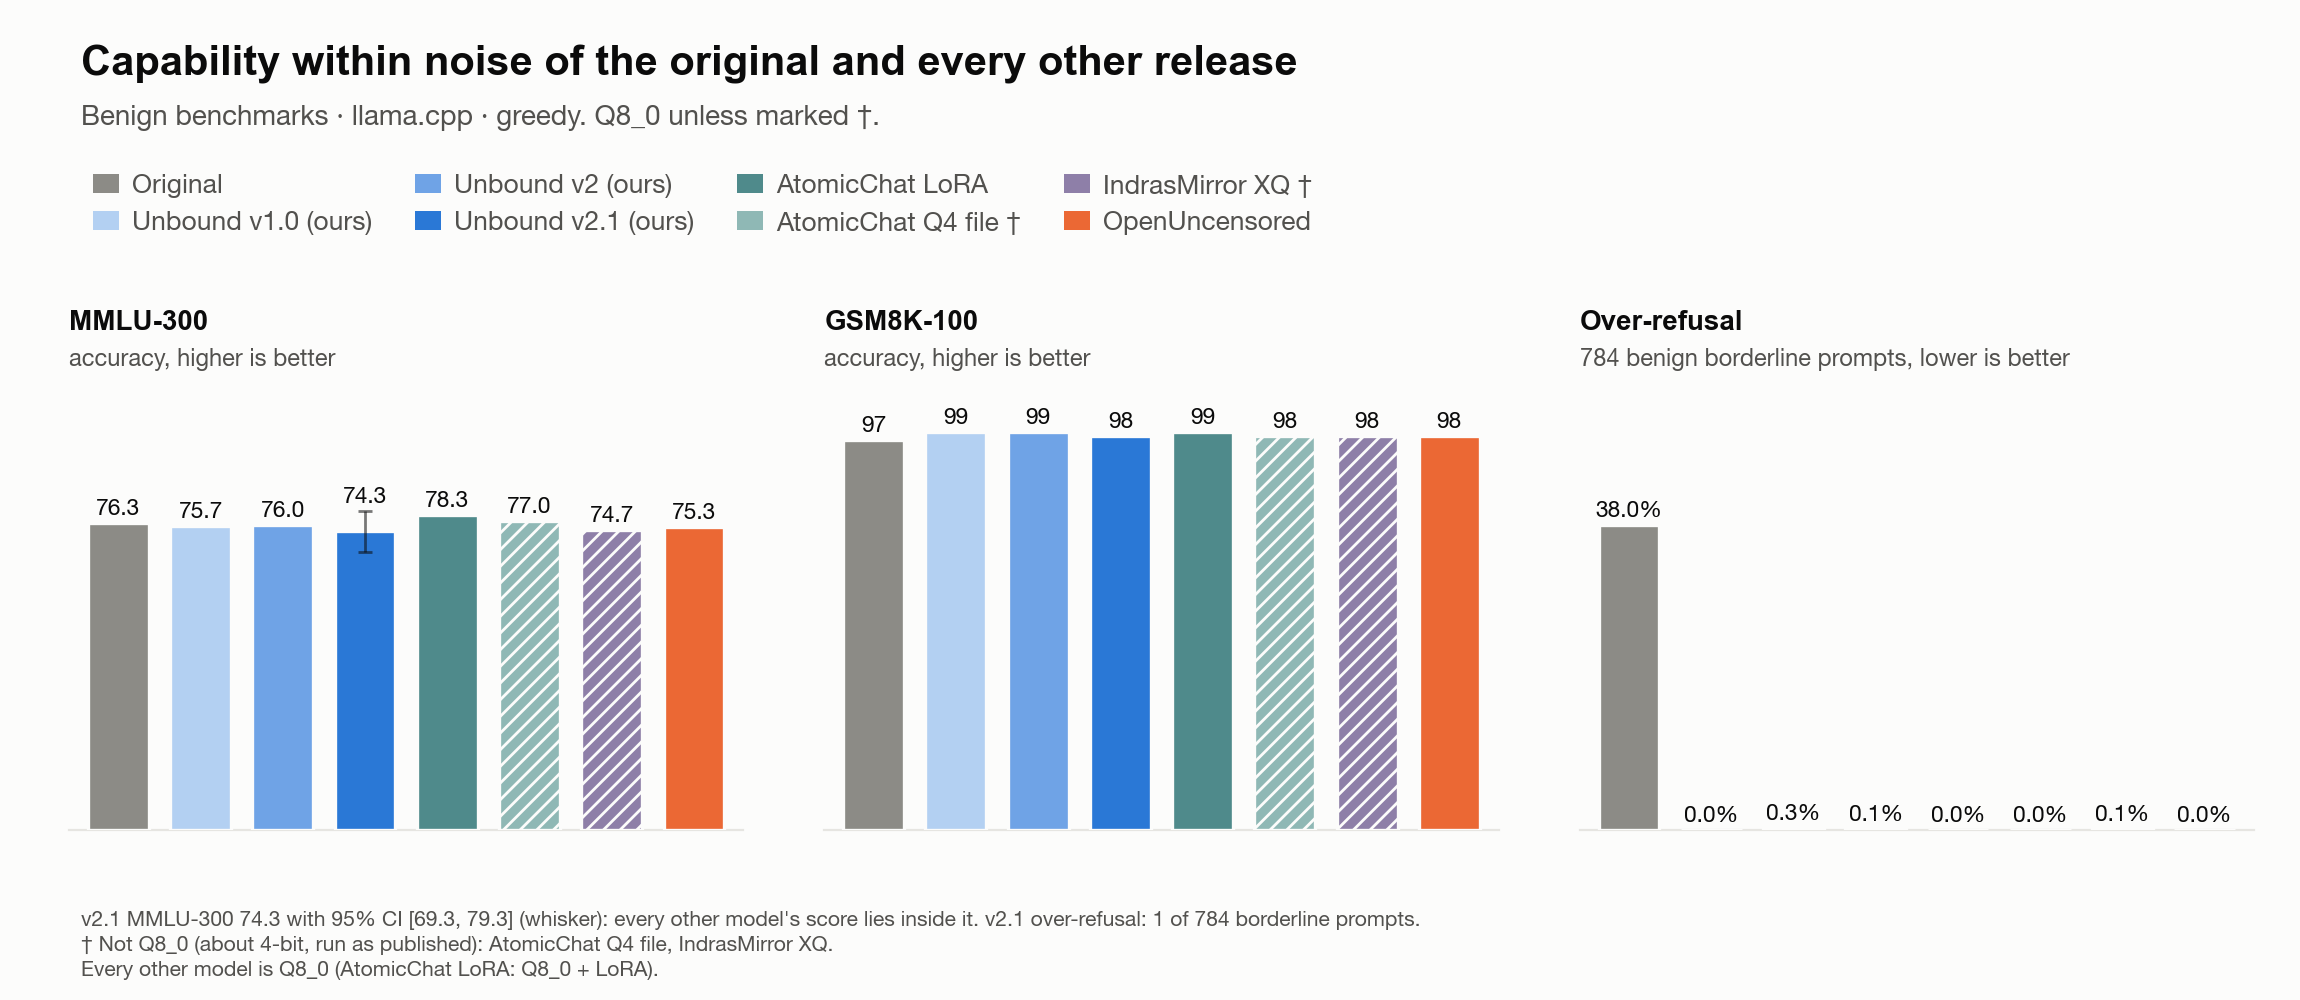 Capability within noise of the original and every other release
Benign benchmarks · llama.cpp · greedy. Q8_0 unless marked †.
Original
Unbound v2 (ours)
AtomicChat LoRA
IndrasMirror XQ †
Unbound v1.0 (ours)
Unbound v2.1 (ours)
AtomicChat Q4 file †
OpenUncensored
MMLU-300
accuracy, higher is better
76.3
75.7
76.0
74.3
78.3
77.0
74.7
75.3
GSM8K-100
accuracy, higher is better
97
99
99
98
99
98
98
98
Over-refusal
784 benign borderline prompts, lower is better
38.0%
0.0%
0.3%
0.1%
0.0%
0.0%
0.1%
0.0%
v2.1 MMLU-300 74.3 with 95% CI [69.3, 79.3] (whisker): every other model's score lies inside it. v2.1 over-refusal: 1 of 784 borderline prompts.
† Not Q8_0 (about 4-bit, run as published): AtomicChat Q4 file, IndrasMirror XQ.
Every other model is Q8_0 (AtomicChat LoRA: Q8_0 + LoRA).